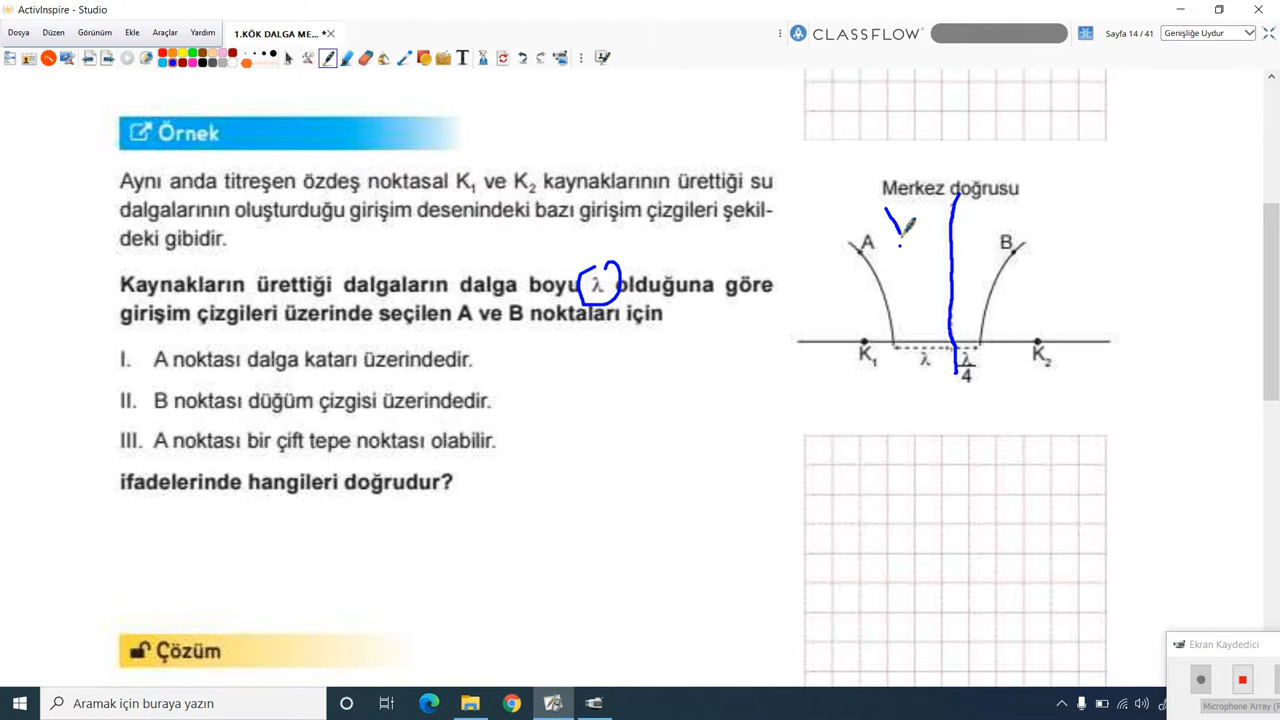 ActivInspire - Studio
Dosya Düzen Görünüm Ekle Araçlar Yardım
1.KÖK DALGA ME... *
CLASSFLOW
Sayfa 14 / 41
Genişliğe Uydur
Örnek
Aynı anda titreşen özdeş noktasal K₁ ve K₂ kaynaklarının ürettiği su
dalgalarının oluşturduğu girişim desenindeki bazı girişim çizgileri şekil-
deki gibidir.
Kaynakların ürettiği dalgaların dalga boyu λ olduğuna göre
girişim çizgileri üzerinde seçilen A ve B noktaları için
I. A noktası dalga katarı üzerindedir.
II. B noktası düğüm çizgisi üzerindedir.
III. A noktası bir çift tepe noktası olabilir.
ifadelerinde hangileri doğrudur?
Merkez doğrusu
A
B
K₁
λ
λ
4
K₂
Çözüm
Ekran Kaydedici
Microphone Array (R
Aramak için buraya yazın